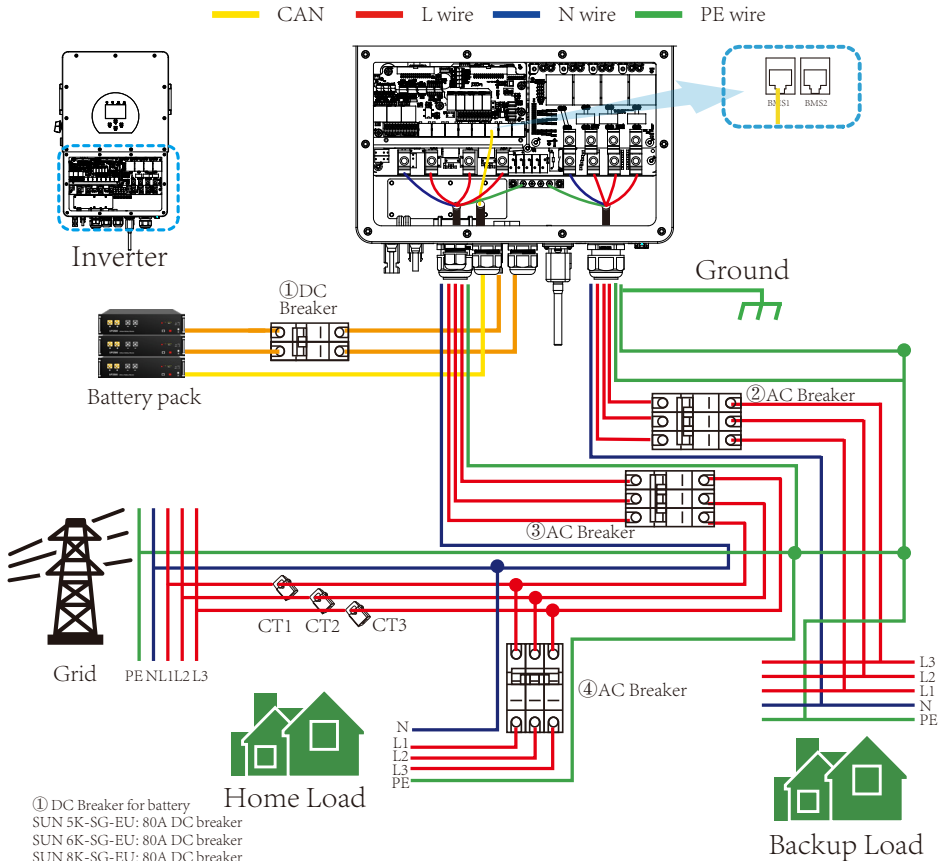 CAN L wire N wire PE wire
BMS1 BMS2
Inverter
Ground
①DC
Breaker
Battery pack
②AC Breaker
③AC Breaker
CT1 CT2 CT3
Grid
PE N L1 L2 L3
④AC Breaker
L3
L2
L1
N
PE
N
L1
L2
L3
PE
Home Load
Backup Load
① DC Breaker for battery
SUN 5K-SG-EU: 80A DC breaker
SUN 6K-SG-EU: 80A DC breaker
SUN 8K-SG-EU: 80A DC breaker